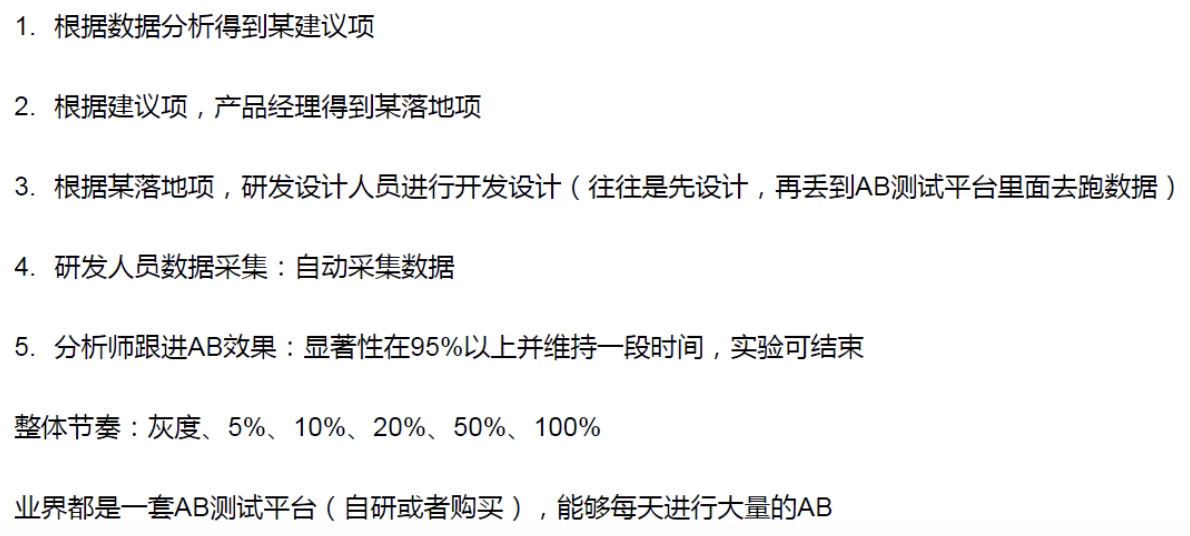 1. 根据数据分析得到某建议项
2. 根据建议项，产品经理得到某落地项
3. 根据某落地项，研发设计人员进行开发设计（往往是先设计，再丢到AB测试平台里面去跑数据）
4. 研发人员数据采集：自动采集数据
5. 分析师跟进AB效果：显著性在95%以上并维持一段时间，实验可结束
整体节奏：灰度、5%、10%、20%、50%、100%
业界都是一套AB测试平台（自研或者购买），能够每天进行大量的AB